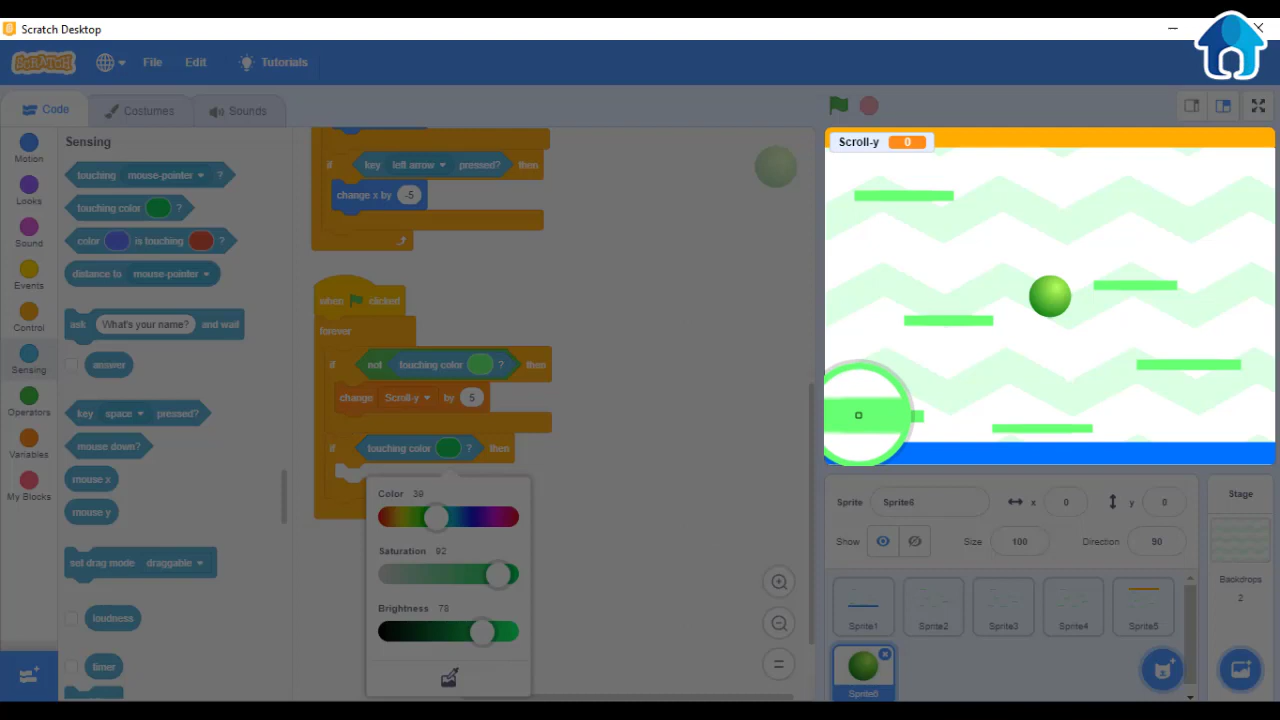 Scratch Desktop
SCRATCH File Edit Tutorials
Code Costumes Sounds
Motion
Looks
Sound
Events
Control
Sensing
Operators
Variables
My Blocks
Sensing
touching mouse-pointer ?
touching color ?
color is touching ?
distance to mouse-pointer
ask What's your name? and wait
answer
key space pressed?
mouse down?
mouse x
mouse y
set drag mode draggable
loudness
timer
if key left arrow pressed? then
change x by -5
when clicked
forever
if not touching color ? then
change Scroll-y by 5
if touching color ? then
Color 39
Saturation 92
Brightness 78
Scroll-y 0
Sprite Sprite6 x 0 y 0
Show Size 100 Direction 90
Sprite1 Sprite2 Sprite3 Sprite4 Sprite5
Sprite6
Stage
Backdrops
2